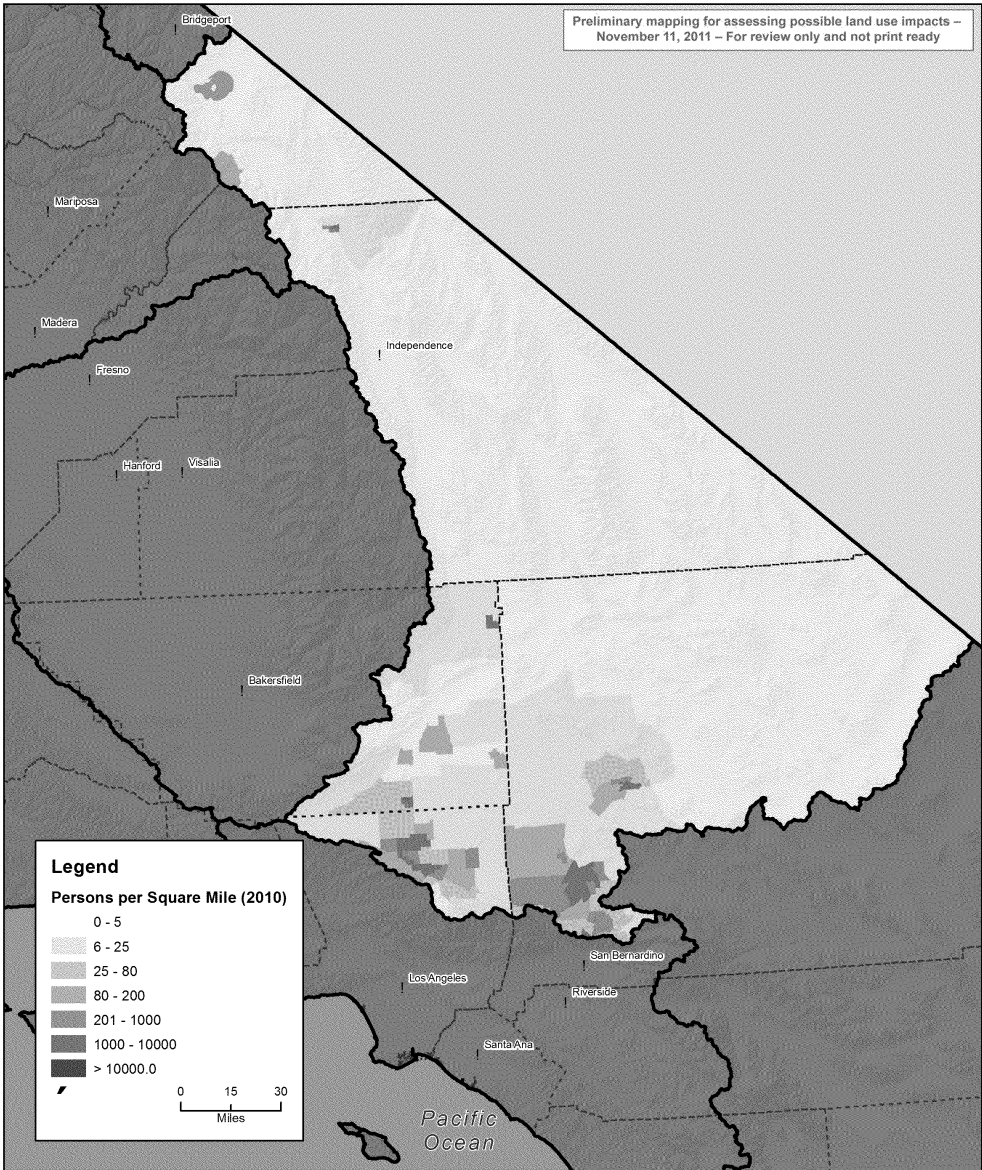 Preliminary mapping for assessing possible land use impacts –
November 11, 2011 – For review only and not print ready
Bridgeport
Mariposa
Madera
Fresno
Independence
Hanford
Visalia
Bakersfield
San Bernardino
Los Angeles
Riverside
Santa Ana
Pacific
Ocean
Legend
Persons per Square Mile (2010)
0 - 5
6 - 25
25 - 80
80 - 200
201 - 1000
1000 - 10000
> 10000.0
0 15 30
Miles